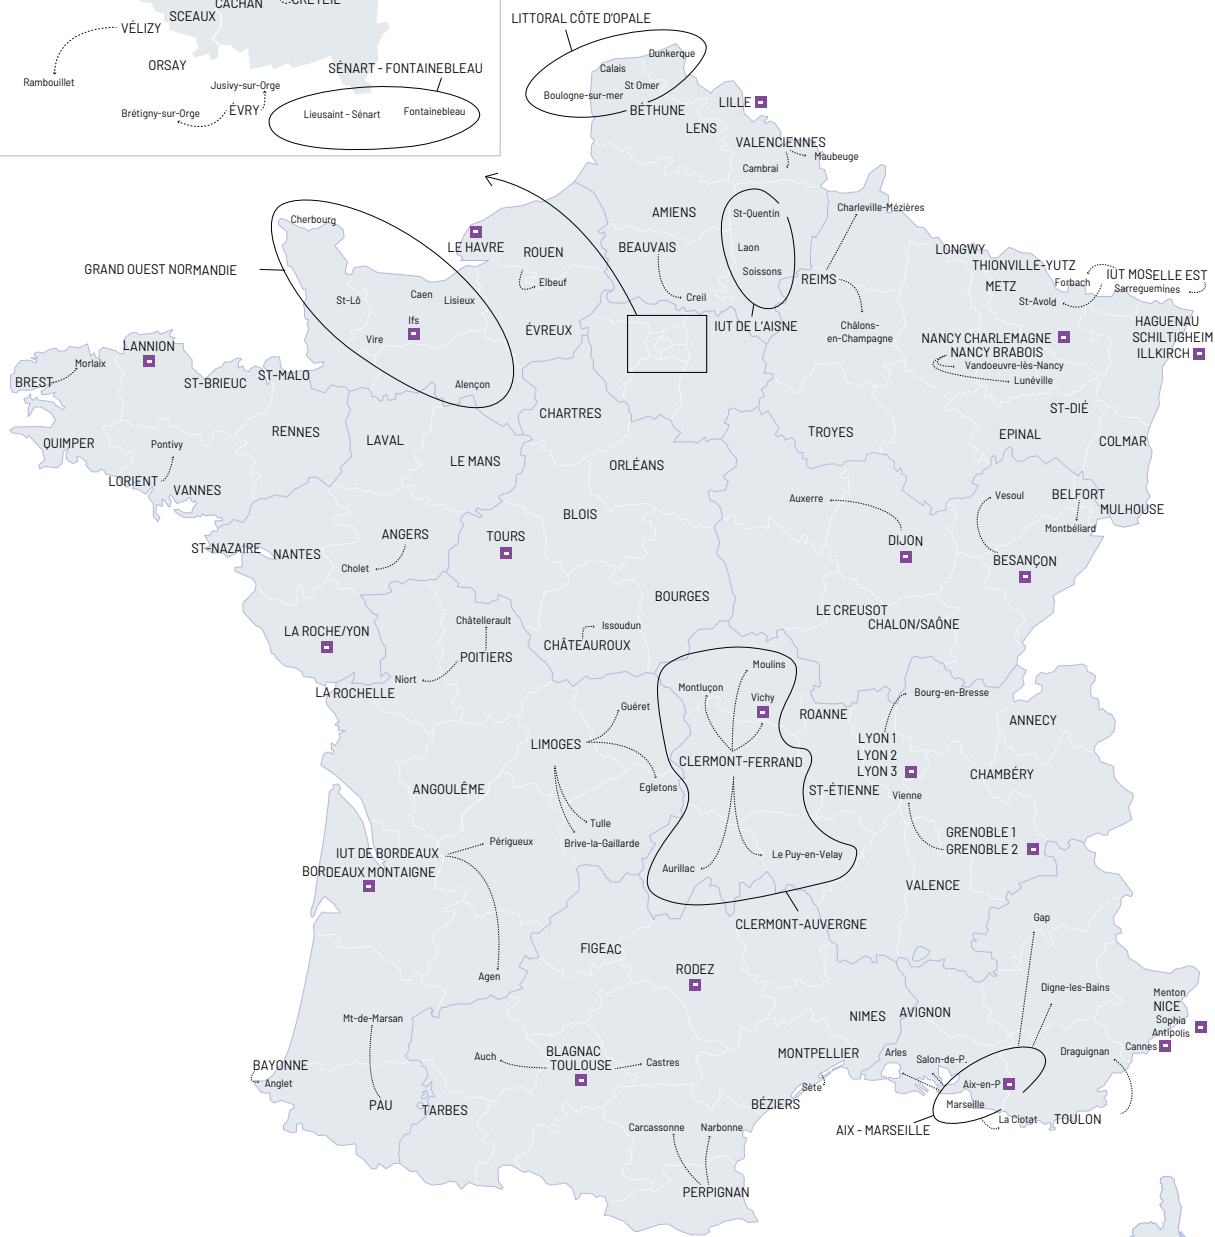 CACHAN
CRÉTEIL
SCEAUX
VÉLIZY
ORSAY
Rambouillet
Jusivy-sur-Orge
Brétigny-sur-Orge
ÉVRY
SÉNART - FONTAINEBLEAU
Lieusaint - Sénart
Fontainebleau
LITTORAL CÔTE D'OPALE
Dunkerque
Calais
St Omer
Boulogne-sur-mer
BÉTHUNE
LILLE
LENS
VALENCIENNES
Maubeuge
Cambrai
AMIENS
St-Quentin
Charleville-Mézières
Cherbourg
LE HAVRE
ROUEN
BEAUVAIS
Laon
Soissons
REIMS
LONGWY
THIONVILLE-YUTZ
IUT MOSELLE EST
Forbach
Sarreguemines
METZ
St-Avold
GRAND OUEST NORMANDIE
Elbeuf
Creil
St-Lô
Caen
Lisieux
Ifs
Vire
ÉVREUX
IUT DE L'AISNE
Châlons-
en-Champagne
NANCY CHARLEMAGNE
NANCY BRABOIS
Vandoeuvre-lès-Nancy
Lunéville
HAGUENAU
SCHILTIGHEIM
ILLKIRCH
LANNION
Morlaix
BREST
ST-BRIEUC
ST-MALO
Alençon
CHARTRES
ST-DIÉ
QUIMPER
Pontivy
RENNES
LAVAL
TROYES
EPINAL
COLMAR
LE MANS
ORLÉANS
LORIENT
VANNES
Auxerre
Vesoul
BELFORT
MULHOUSE
Montbéliard
BLOIS
ANGERS
TOURS
DIJON
ST-NAZAIRE
NANTES
Cholet
BESANÇON
BOURGES
LE CREUSOT
CHALON/SAÔNE
LA ROCHE/YON
Châtellerault
Issoudun
CHÂTEAUROUX
POITIERS
Niort
LA ROCHELLE
Moulins
Montluçon
Vichy
Bourg-en-Bresse
Guéret
ROANNE
ANNECY
LIMOGES
LYON 1
LYON 2
LYON 3
CLERMONT-FERRAND
CHAMBÉRY
ANGOULÊME
Egletons
ST-ÉTIENNE
Vienne
Tulle
Brive-la-Gaillarde
Périgueux
IUT DE BORDEAUX
BORDEAUX MONTAIGNE
Le Puy-en-Velay
Aurillac
GRENOBLE 1
GRENOBLE 2
VALENCE
CLERMONT-AUVERGNE
Gap
FIGEAC
Agen
RODEZ
Digne-les-Bains
Menton
NICE
Sophia
Antipolis
Cannes
Mt-de-Marsan
NIMES
AVIGNON
BLAGNAC
TOULOUSE
Auch
Castres
MONTPELLIER
Arles
Salon-de-P.
Draguignan
BAYONNE
Anglet
Sète
Aix-en-P
Marseille
PAU
TARBES
BÉZIERS
La Ciotat
TOULON
AIX - MARSEILLE
Carcassonne
Narbonne
PERPIGNAN